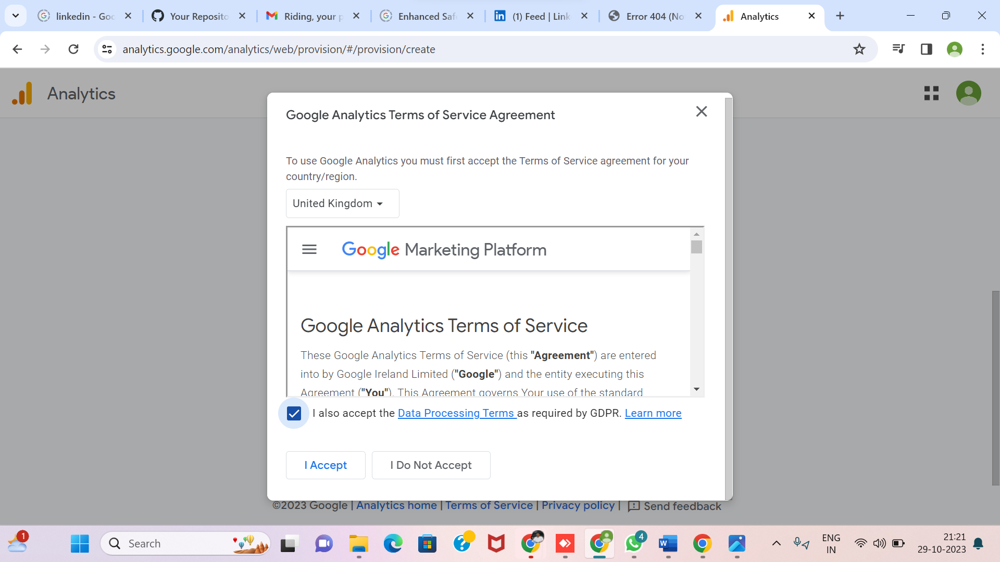 linkedin - Goo
Your Reposito
Riding, your p
Enhanced Safe
(1) Feed | Link
Error 404 (No
Analytics
analytics.google.com/analytics/web/provision/#/provision/create
Analytics
Google Analytics Terms of Service Agreement
To use Google Analytics you must first accept the Terms of Service agreement for your
country/region.
United Kingdom
Google Marketing Platform
Google Analytics Terms of Service
These Google Analytics Terms of Service (this "Agreement") are entered
into by Google Ireland Limited ("Google") and the entity executing this
Agreement ("You"). This Agreement governs Your use of the standard
I also accept the Data Processing Terms as required by GDPR. Learn more
I Accept
I Do Not Accept
©2023 Google | Analytics home | Terms of Service | Privacy policy | Send feedback
1
Search
4
ENG
IN
21:21
29-10-2023